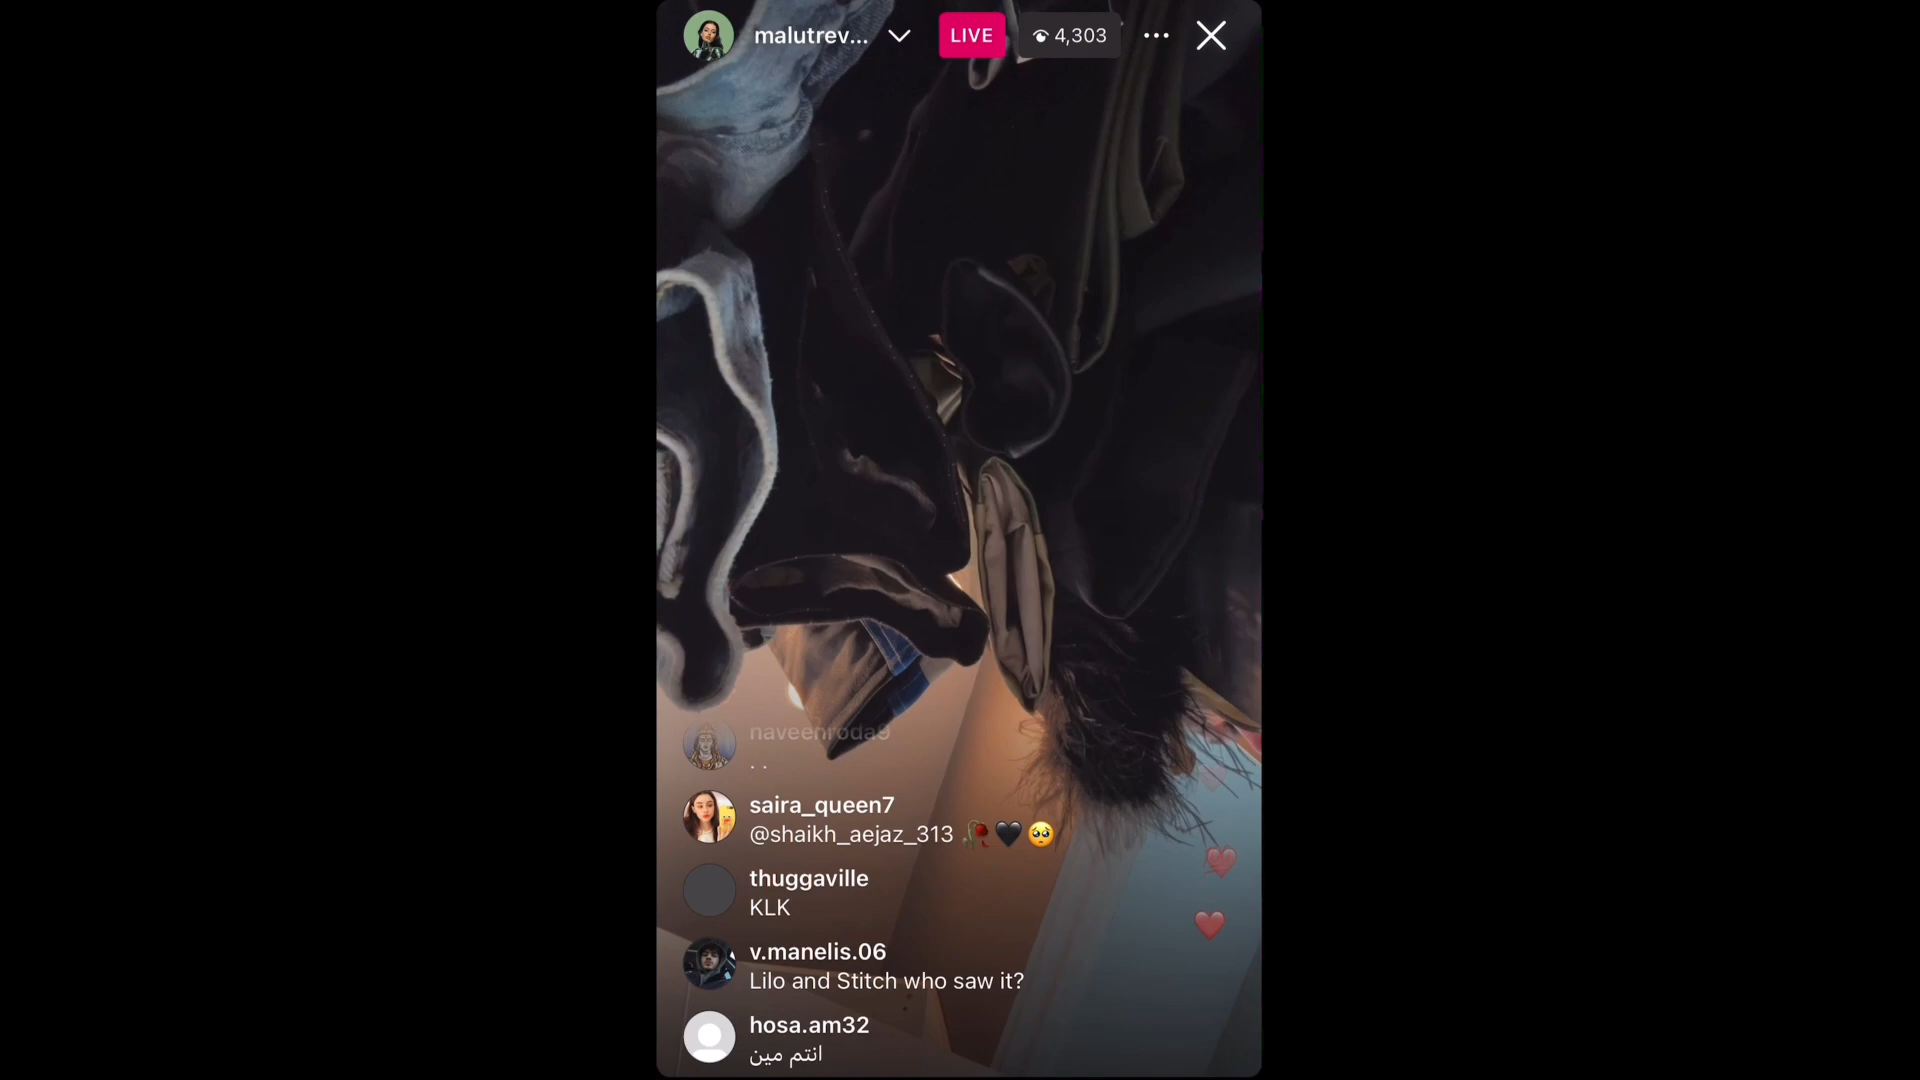 malutrev...
LIVE
4,303
naveenroda9
. .
saira_queen7
@shaikh_aejaz_313 🥀🖤🥺
thuggaville
KLK
v.manelis.06
Lilo and Stitch who saw it?
hosa.am32
انتم مين